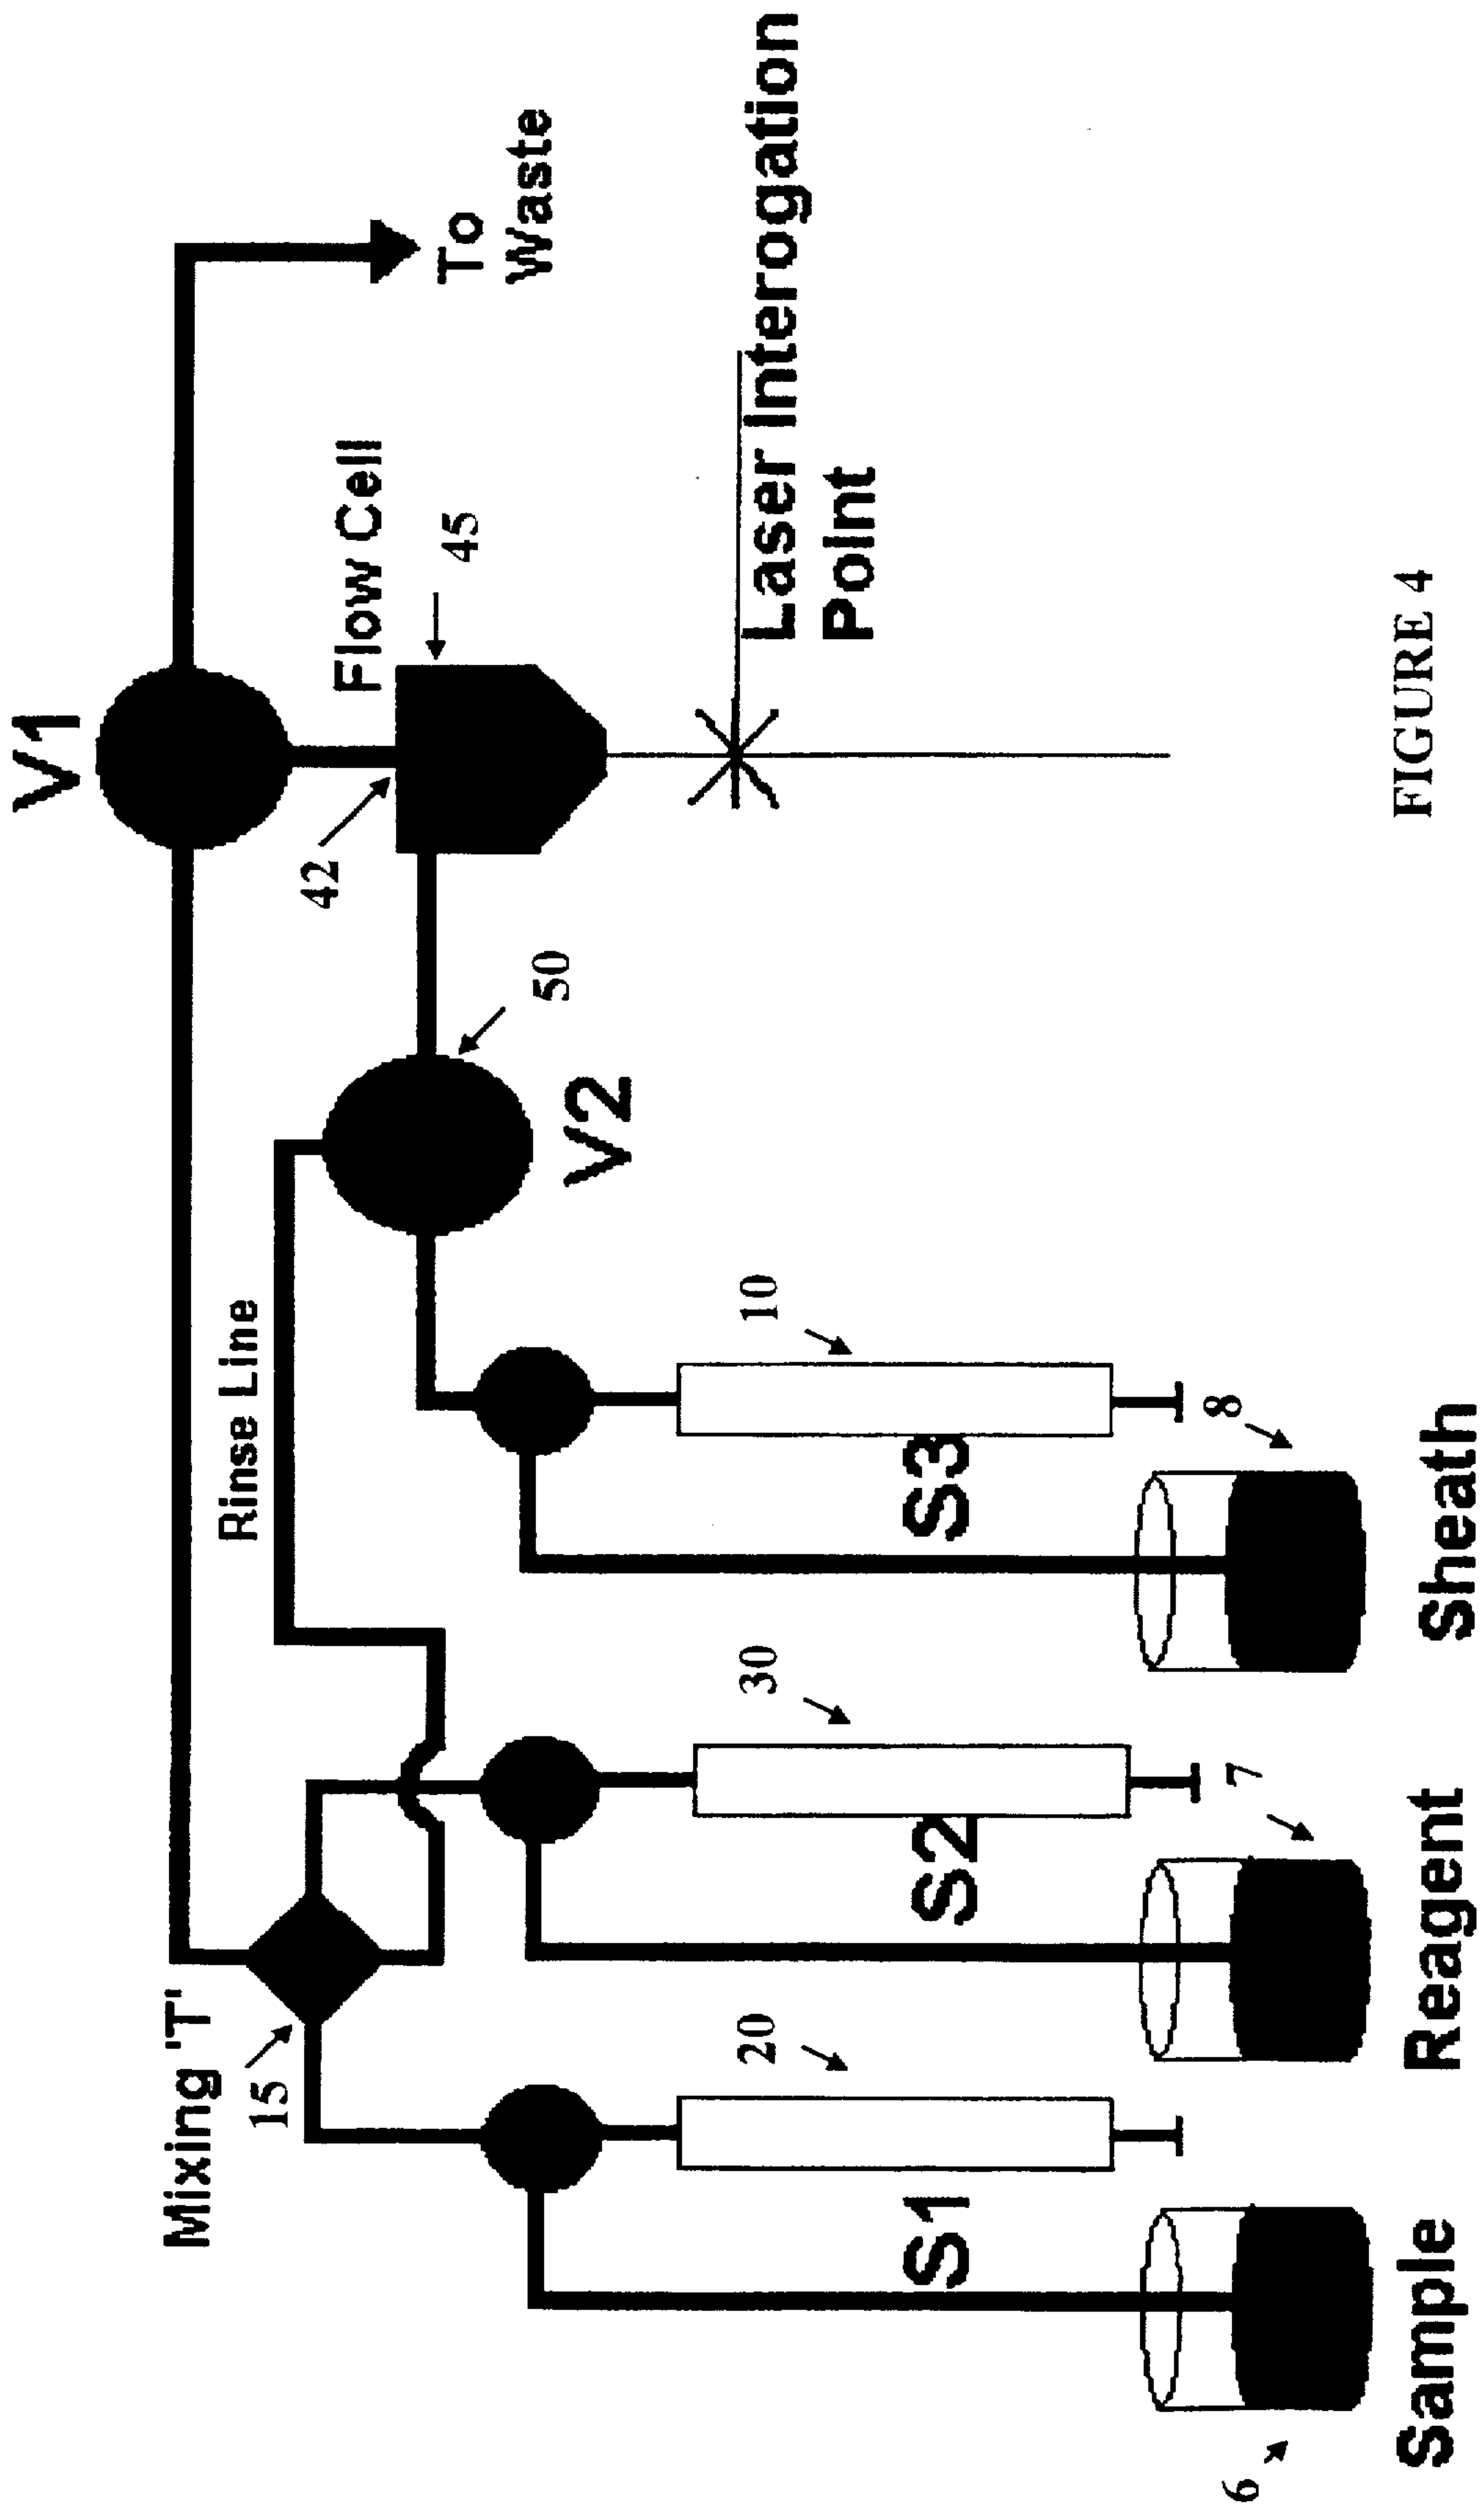 V1
Mixing 'T'
15
Rinse Line
42
Flow Cell
45
To
Waste
50
V2
S1
20
S2
30
S3
10
Laser Interogation
Point
6
7
8
Sample
Reagent
Sheath
FIGURE 4